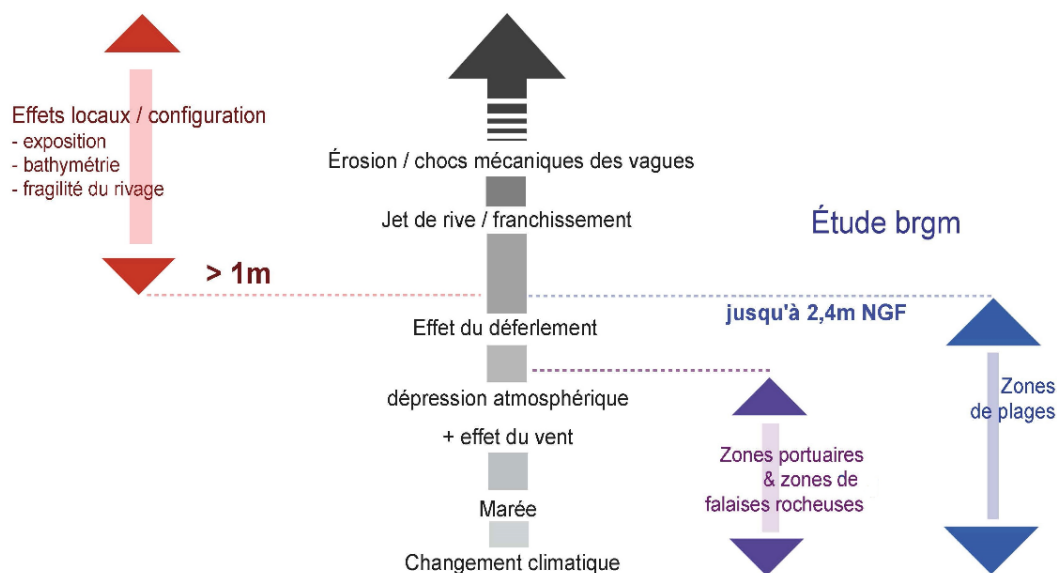 Effets locaux / configuration
- exposition
- bathymétrie
- fragilité du rivage
> 1m
Érosion / chocs mécaniques des vagues
Jet de rive / franchissement
Effet du déferlement
dépression atmosphérique
+ effet du vent
Marée
Changement climatique
Étude brgm
jusqu'à 2,4m NGF
Zones portuaires
& zones de
falaises rocheuses
Zones
de plages